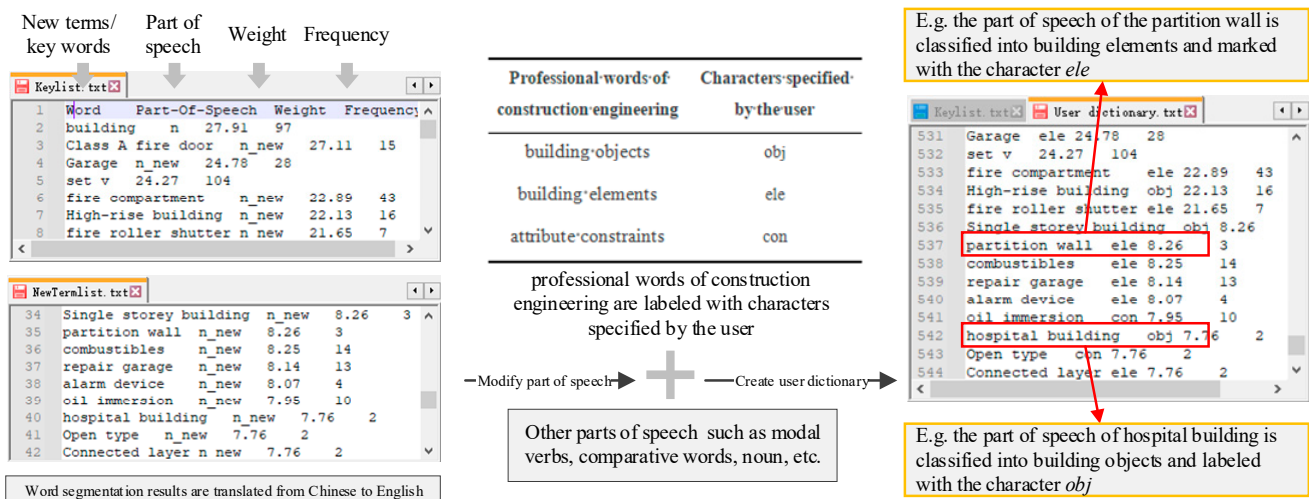 New terms/
key words
Part of
speech
Weight
Frequency
Keylist.txt
1 Word Part-Of-Speech Weight Frequency
2 building n 27.91 97
3 Class A fire door n_new 27.11 15
4 Garage n_new 24.78 28
5 set v 24.27 104
6 fire compartment n_new 22.89 43
7 High-rise building n_new 22.13 16
8 fire roller shutter n_new 21.65 7
NewTermlist.txt
34 Single storey building n_new 8.26 3
35 partition wall n_new 8.26 3
36 combustibles n_new 8.25 14
37 repair garage n_new 8.14 13
38 alarm device n_new 8.07 4
39 oil immersion n_new 7.95 10
40 hospital building n_new 7.76 2
41 Open type n_new 7.76 2
42 Connected layer n_new 7.76 2
Word segmentation results are translated from Chinese to English
Professional words of construction engineering
Characters specified by the user
building objects obj
building elements ele
attribute constraints con
professional words of construction
engineering are labeled with characters
specified by the user
Modify part of speech
Create user dictionary
Other parts of speech such as modal
verbs, comparative words, noun, etc.
E.g. the part of speech of the partition wall is
classified into building elements and marked
with the character ele
Keylist.txt User dictionary.txt
531 Garage ele 24.78 28
532 set v 24.27 104
533 fire compartment ele 22.89 43
534 High-rise building obj 22.13 16
535 fire roller shutter ele 21.65 7
536 Single storey building obj 8.26
537 partition wall ele 8.26 3
538 combustibles ele 8.25 14
539 repair garage ele 8.14 13
540 alarm device ele 8.07 4
541 oil immersion con 7.95 10
542 hospital building obj 7.76 2
543 Open type con 7.76 2
544 Connected layer ele 7.76 2
E.g. the part of speech of hospital building is
classified into building objects and labeled
with the character obj